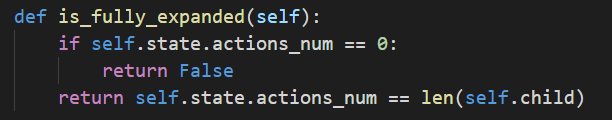 def is_fully_expanded(self):
    if self.state.actions_num == 0:
        return False
    return self.state.actions_num == len(self.child)